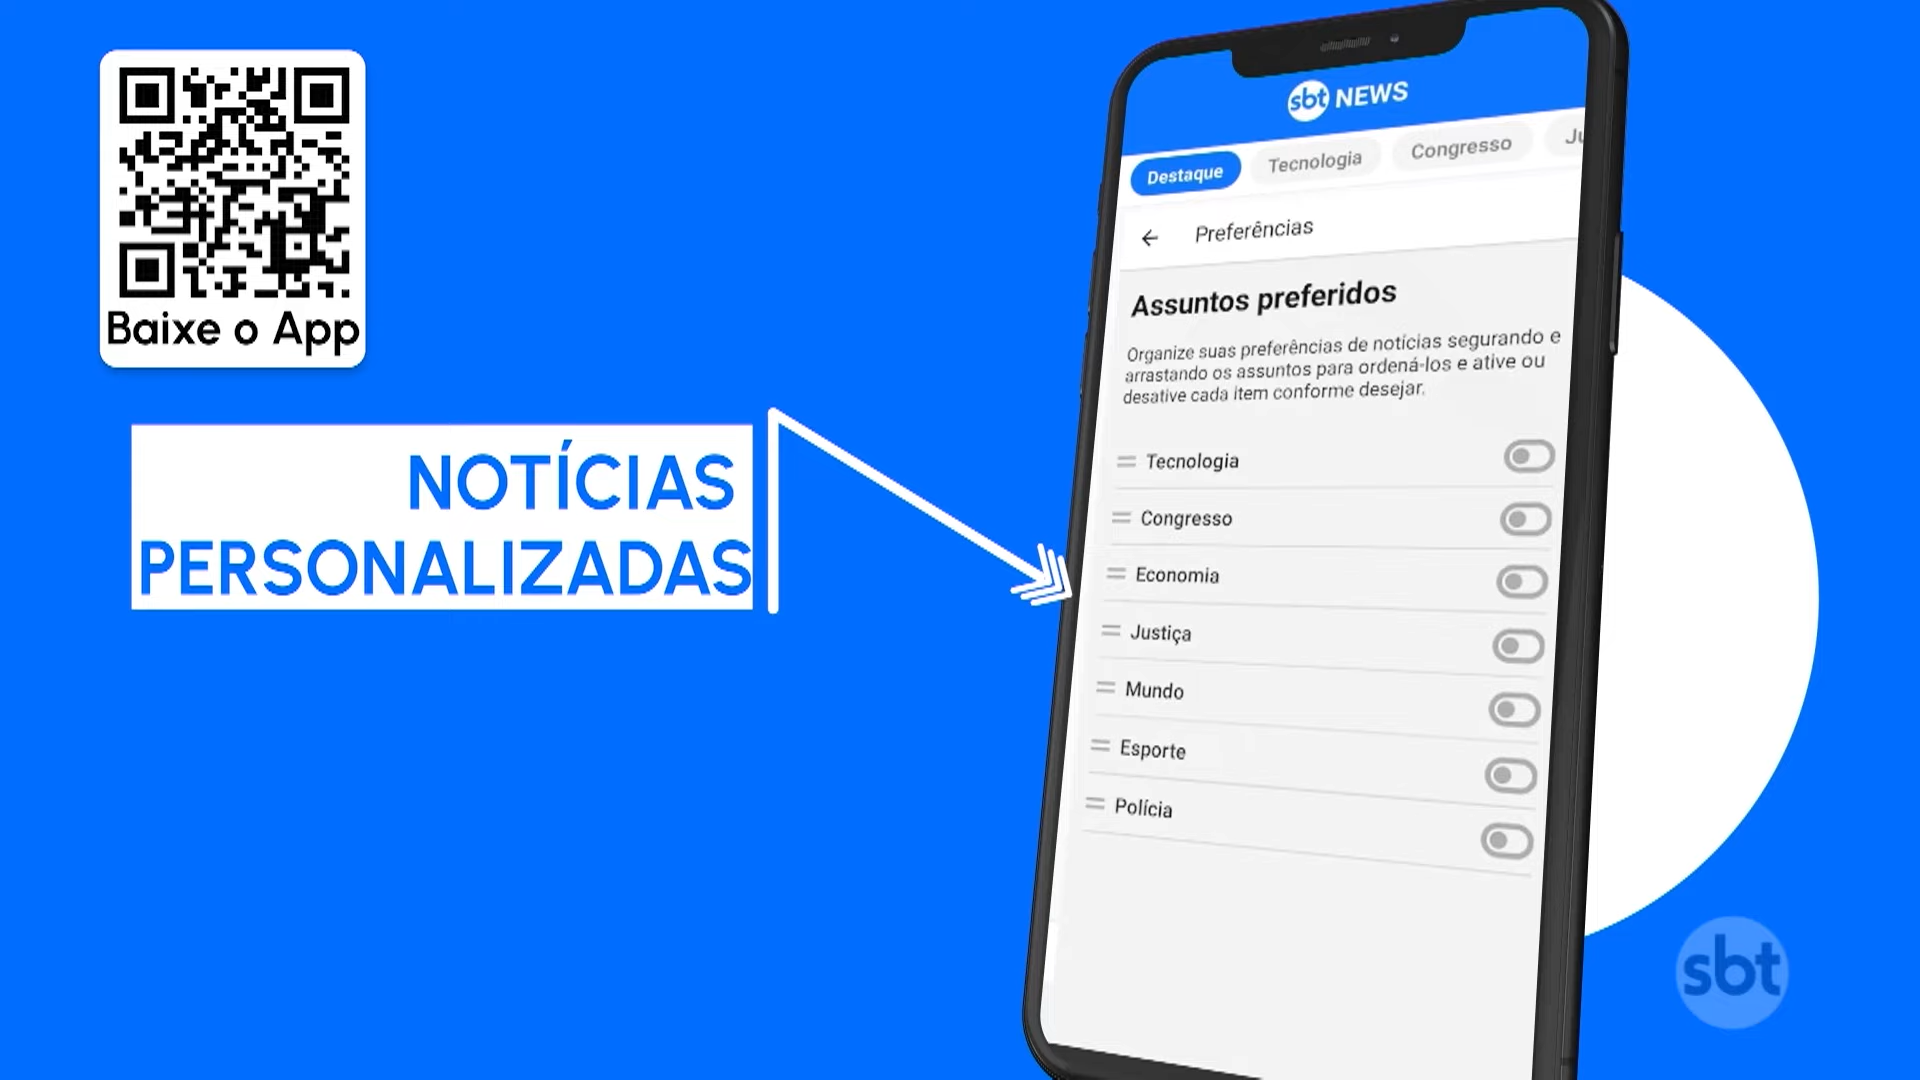 Baixe o App
NOTÍCIAS
PERSONALIZADAS
sbt NEWS
Destaque Tecnologia Congresso Ju
Preferências
Assuntos preferidos
Organize suas preferências de notícias segurando e
arrastando os assuntos para ordená-los e ative ou
desative cada item conforme desejar.
Tecnologia
Congresso
Economia
Justiça
Mundo
Esporte
Polícia
sbt